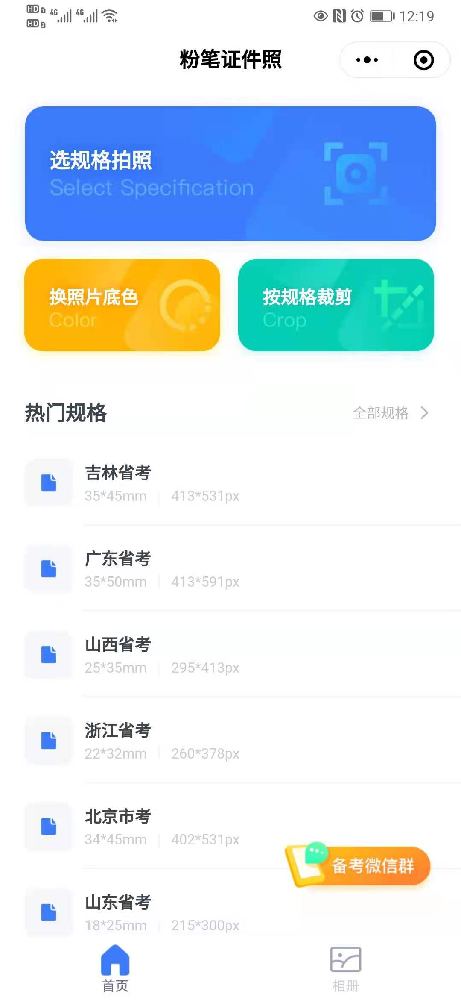 HD 1 4G 4G
HD 2
12:19
粉笔证件照
选规格拍照
Select Specification
换照片底色
Color
按规格裁剪
Crop
热门规格
全部规格
吉林省考
35*45mm 413*531px
广东省考
35*50mm 413*591px
山西省考
25*35mm 295*413px
浙江省考
22*32mm 260*378px
北京市考
34*45mm 402*531px
备考微信群
山东省考
18*25mm 215*300px
首页
相册